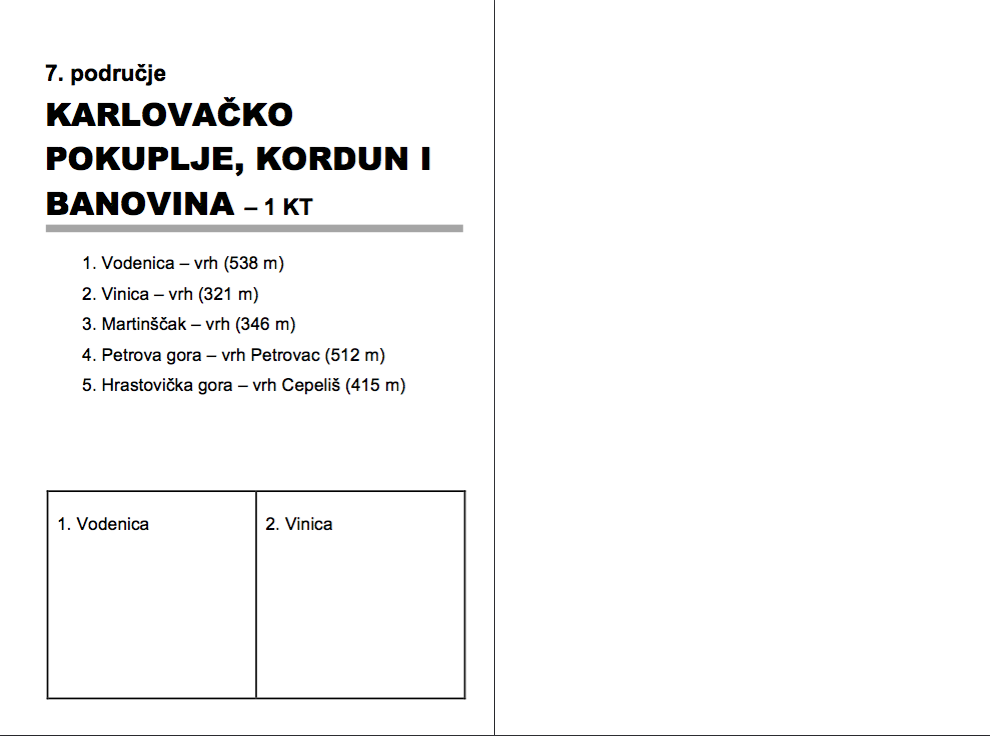 7. područje
KARLOVAČKO
POKUPLJE, KORDUN I
BANOVINA – 1 KT
1. Vodenica – vrh (538 m)
2. Vinica – vrh (321 m)
3. Martinščak – vrh (346 m)
4. Petrova gora – vrh Petrovac (512 m)
5. Hrastovička gora – vrh Cepeliš (415 m)
1. Vodenica
2. Vinica